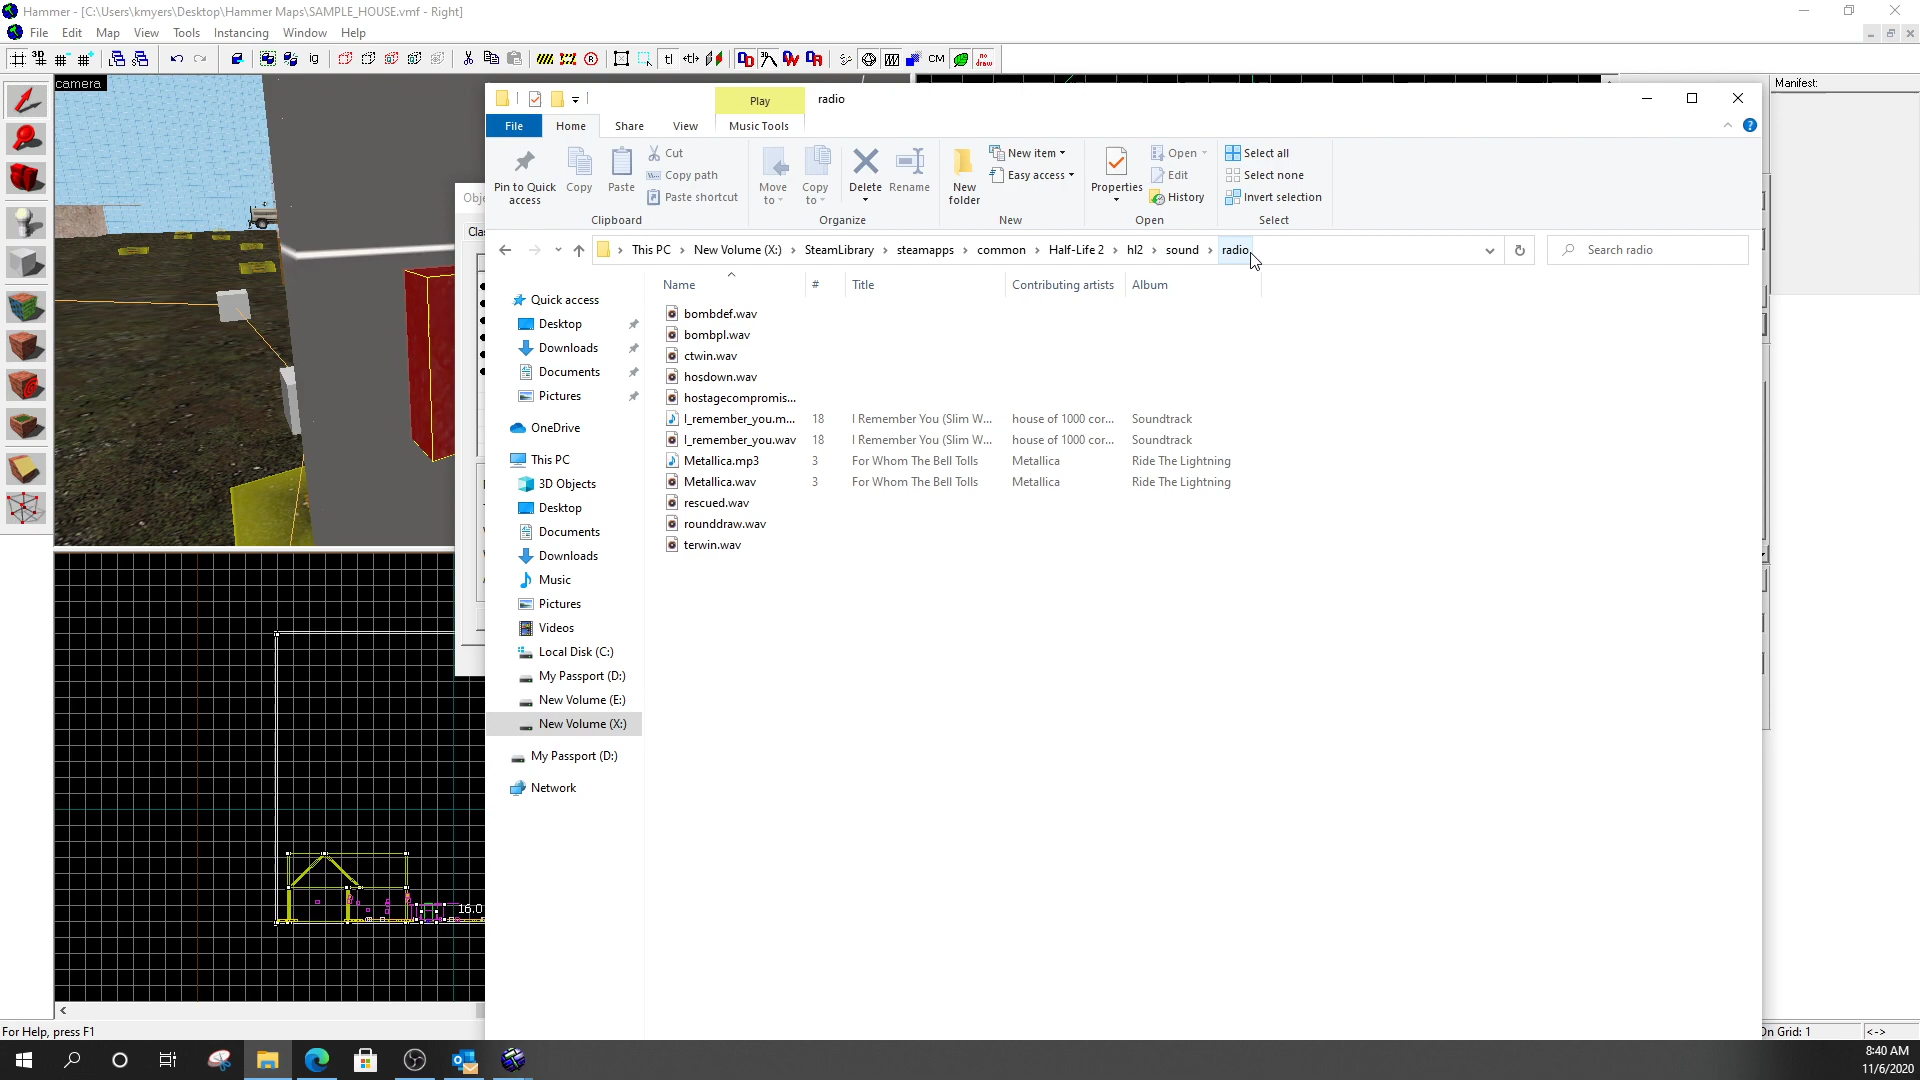 Hammer - [C:\Users\kmyers\Desktop\Hammer Maps\SAMPLE_HOUSE.vmf - Right]
File Edit Map View Tools Instancing Window Help
3D ig tl CM no draw
camera
Manifest:
Play radio
File Home Share View Music Tools
Pin to Quick access
Copy
Paste
Cut
Copy path
Paste shortcut
Clipboard
Move to
Copy to
Delete
Rename
Organize
New folder
New item
Easy access
New
Properties
Open
Edit
History
Open
Select all
Select none
Invert selection
Select
Obje
Clas
This PC New Volume (X:) SteamLibrary steamapps common Half-Life 2 hl2 sound radio
Search radio
Name # Title Contributing artists Album
bombdef.wav
bombpl.wav
ctwin.wav
hosdown.wav
hostagecompromis...
I_remember_you.m... 18 I Remember You (Slim W... house of 1000 cor... Soundtrack
I_remember_you.wav 18 I Remember You (Slim W... house of 1000 cor... Soundtrack
Metallica.mp3 3 For Whom The Bell Tolls Metallica Ride The Lightning
Metallica.wav 3 For Whom The Bell Tolls Metallica Ride The Lightning
rescued.wav
rounddraw.wav
terwin.wav
Quick access
Desktop
Downloads
Documents
Pictures
OneDrive
This PC
3D Objects
Desktop
Documents
Downloads
Music
Pictures
Videos
Local Disk (C:)
My Passport (D:)
New Volume (E:)
New Volume (X:)
My Passport (D:)
Network
16.0
For Help, press F1
On Grid: 1 <->
8:40 AM
11/6/2020